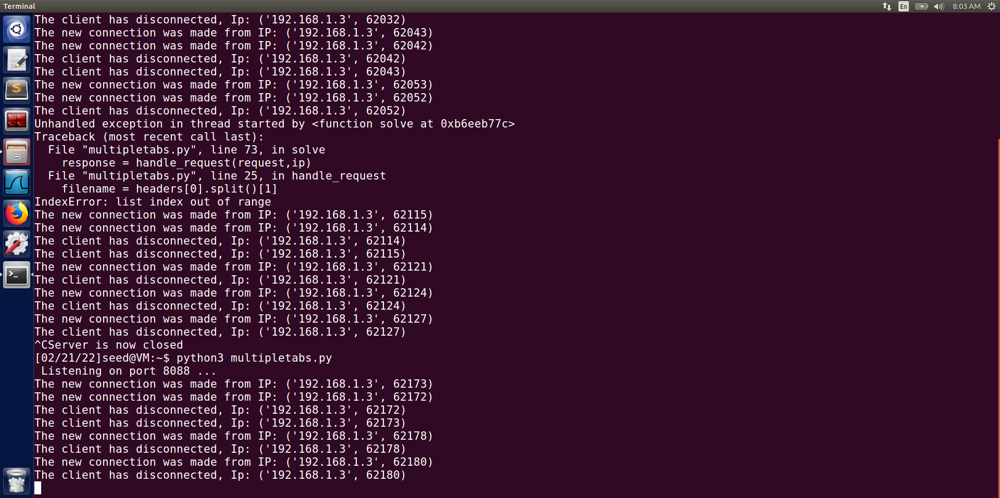 Terminal
En
8:03 AM
The client has disconnected, Ip: ('192.168.1.3', 62032)
The new connection was made from IP: ('192.168.1.3', 62043)
The new connection was made from IP: ('192.168.1.3', 62042)
The client has disconnected, Ip: ('192.168.1.3', 62042)
The client has disconnected, Ip: ('192.168.1.3', 62043)
The new connection was made from IP: ('192.168.1.3', 62053)
The new connection was made from IP: ('192.168.1.3', 62052)
The client has disconnected, Ip: ('192.168.1.3', 62052)
Unhandled exception in thread started by <function solve at 0xb6eeb77c>
Traceback (most recent call last):
  File "multipletabs.py", line 73, in solve
    response = handle_request(request,ip)
  File "multipletabs.py", line 25, in handle_request
    filename = headers[0].split()[1]
IndexError: list index out of range
The new connection was made from IP: ('192.168.1.3', 62115)
The new connection was made from IP: ('192.168.1.3', 62114)
The client has disconnected, Ip: ('192.168.1.3', 62114)
The client has disconnected, Ip: ('192.168.1.3', 62115)
The new connection was made from IP: ('192.168.1.3', 62121)
The client has disconnected, Ip: ('192.168.1.3', 62121)
The new connection was made from IP: ('192.168.1.3', 62124)
The client has disconnected, Ip: ('192.168.1.3', 62124)
The new connection was made from IP: ('192.168.1.3', 62127)
The client has disconnected, Ip: ('192.168.1.3', 62127)
^CServer is now closed
[02/21/22]seed@VM:~$ python3 multipletabs.py
 Listening on port 8088 ...
The new connection was made from IP: ('192.168.1.3', 62173)
The new connection was made from IP: ('192.168.1.3', 62172)
The client has disconnected, Ip: ('192.168.1.3', 62172)
The client has disconnected, Ip: ('192.168.1.3', 62173)
The new connection was made from IP: ('192.168.1.3', 62178)
The client has disconnected, Ip: ('192.168.1.3', 62178)
The new connection was made from IP: ('192.168.1.3', 62180)
The client has disconnected, Ip: ('192.168.1.3', 62180)